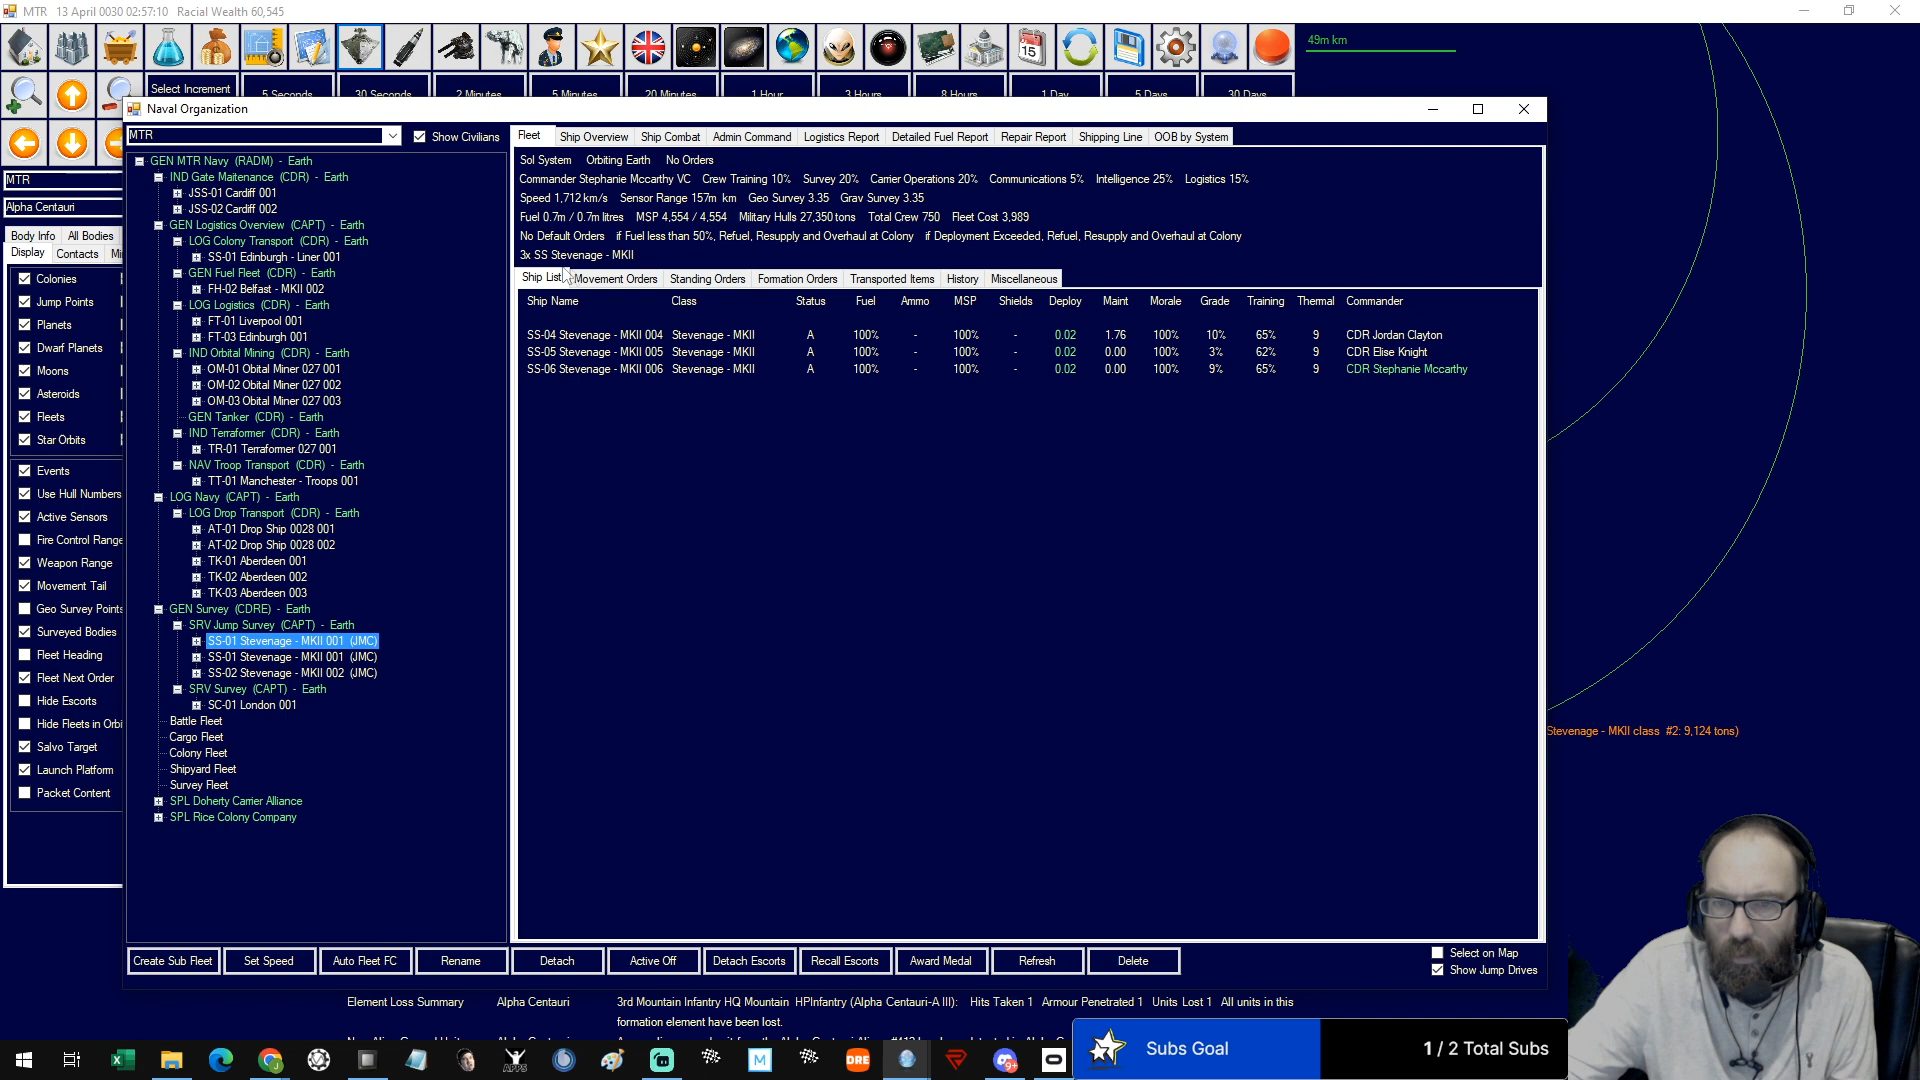 MTR 13 April 0030 02:57:10 Racial Wealth 60,545
49m km
Select Increment
5 Seconds 30 Seconds 2 Minutes 5 Minutes 20 Minutes 1 Hour 3 Hours 8 Hours 1 Day 5 Days 30 Days
Naval Organization
MTR
Show Civilians
Fleet Ship Overview Ship Combat Admin Command Logistics Report Detailed Fuel Report Repair Report Shipping Line OOB by System
MTR
Alpha Centauri
Body Info All Bodies
Display Contacts Mi
Colonies
Jump Points
Planets
Dwarf Planets
Moons
Asteroids
Fleets
Star Orbits
Events
Use Hull Numbers
Active Sensors
Fire Control Range
Weapon Range
Movement Tail
Geo Survey Points
Surveyed Bodies
Fleet Heading
Fleet Next Order
Hide Escorts
Hide Fleets in Orbi
Salvo Target
Launch Platform
Packet Content
GEN MTR Navy (RADM) - Earth
IND Gate Maitenance (CDR) - Earth
JSS-01 Cardiff 001
JSS-02 Cardiff 002
GEN Logistics Overview (CAPT) - Earth
LOG Colony Transport (CDR) - Earth
SS-01 Edinburgh - Liner 001
GEN Fuel Fleet (CDR) - Earth
FH-02 Belfast - MKII 002
LOG Logistics (CDR) - Earth
FT-01 Liverpool 001
FT-03 Edinburgh 001
IND Orbital Mining (CDR) - Earth
OM-01 Obital Miner 027 001
OM-02 Obital Miner 027 002
OM-03 Obital Miner 027 003
GEN Tanker (CDR) - Earth
IND Terraformer (CDR) - Earth
TR-01 Terraformer 027 001
NAV Troop Transport (CDR) - Earth
TT-01 Manchester - Troops 001
LOG Navy (CAPT) - Earth
LOG Drop Transport (CDR) - Earth
AT-01 Drop Ship 0028 001
AT-02 Drop Ship 0028 002
TK-01 Aberdeen 001
TK-02 Aberdeen 002
TK-03 Aberdeen 003
GEN Survey (CDRE) - Earth
SRV Jump Survey (CAPT) - Earth
SS-01 Stevenage - MKII 001 (JMC)
SS-01 Stevenage - MKII 001 (JMC)
SS-02 Stevenage - MKII 002 (JMC)
SRV Survey (CAPT) - Earth
SC-01 London 001
Battle Fleet
Cargo Fleet
Colony Fleet
Shipyard Fleet
Survey Fleet
SPL Doherty Carrier Alliance
SPL Rice Colony Company
Sol System Orbiting Earth No Orders
Commander Stephanie Mccarthy VC Crew Training 10% Survey 20% Carrier Operations 20% Communications 5% Intelligence 25% Logistics 15%
Speed 1,712 km/s Sensor Range 157m km Geo Survey 3.35 Grav Survey 3.35
Fuel 0.7m / 0.7m litres MSP 4,554 / 4,554 Military Hulls 27,350 tons Total Crew 750 Fleet Cost 3,989
No Default Orders if Fuel less than 50%, Refuel, Resupply and Overhaul at Colony if Deployment Exceeded, Refuel, Resupply and Overhaul at Colony
3x SS Stevenage - MKII
Ship List Movement Orders Standing Orders Formation Orders Transported Items History Miscellaneous
Ship Name Class Status Fuel Ammo MSP Shields Deploy Maint Morale Grade Training Thermal Commander
SS-04 Stevenage - MKII 004 Stevenage - MKII A 100% - 100% - 0.02 1.76 100% 10% 65% 9 CDR Jordan Clayton
SS-05 Stevenage - MKII 005 Stevenage - MKII A 100% - 100% - 0.02 0.00 100% 3% 62% 9 CDR Elise Knight
SS-06 Stevenage - MKII 006 Stevenage - MKII A 100% - 100% - 0.02 0.00 100% 9% 65% 9 CDR Stephanie Mccarthy
Stevenage - MKII class #2: 9,124 tons)
Create Sub Fleet Set Speed Auto Fleet FC Rename Detach Active Off Detach Escorts Recall Escorts Award Medal Refresh Delete
Select on Map
Show Jump Drives
Element Loss Summary Alpha Centauri 3rd Mountain Infantry HQ Mountain HPInfantry (Alpha Centauri-A III): Hits Taken 1 Armour Penetrated 1 Units Lost 1 All units in this
formation element have been lost.
Subs Goal 1 / 2 Total Subs
APPS
M
DRE
9+